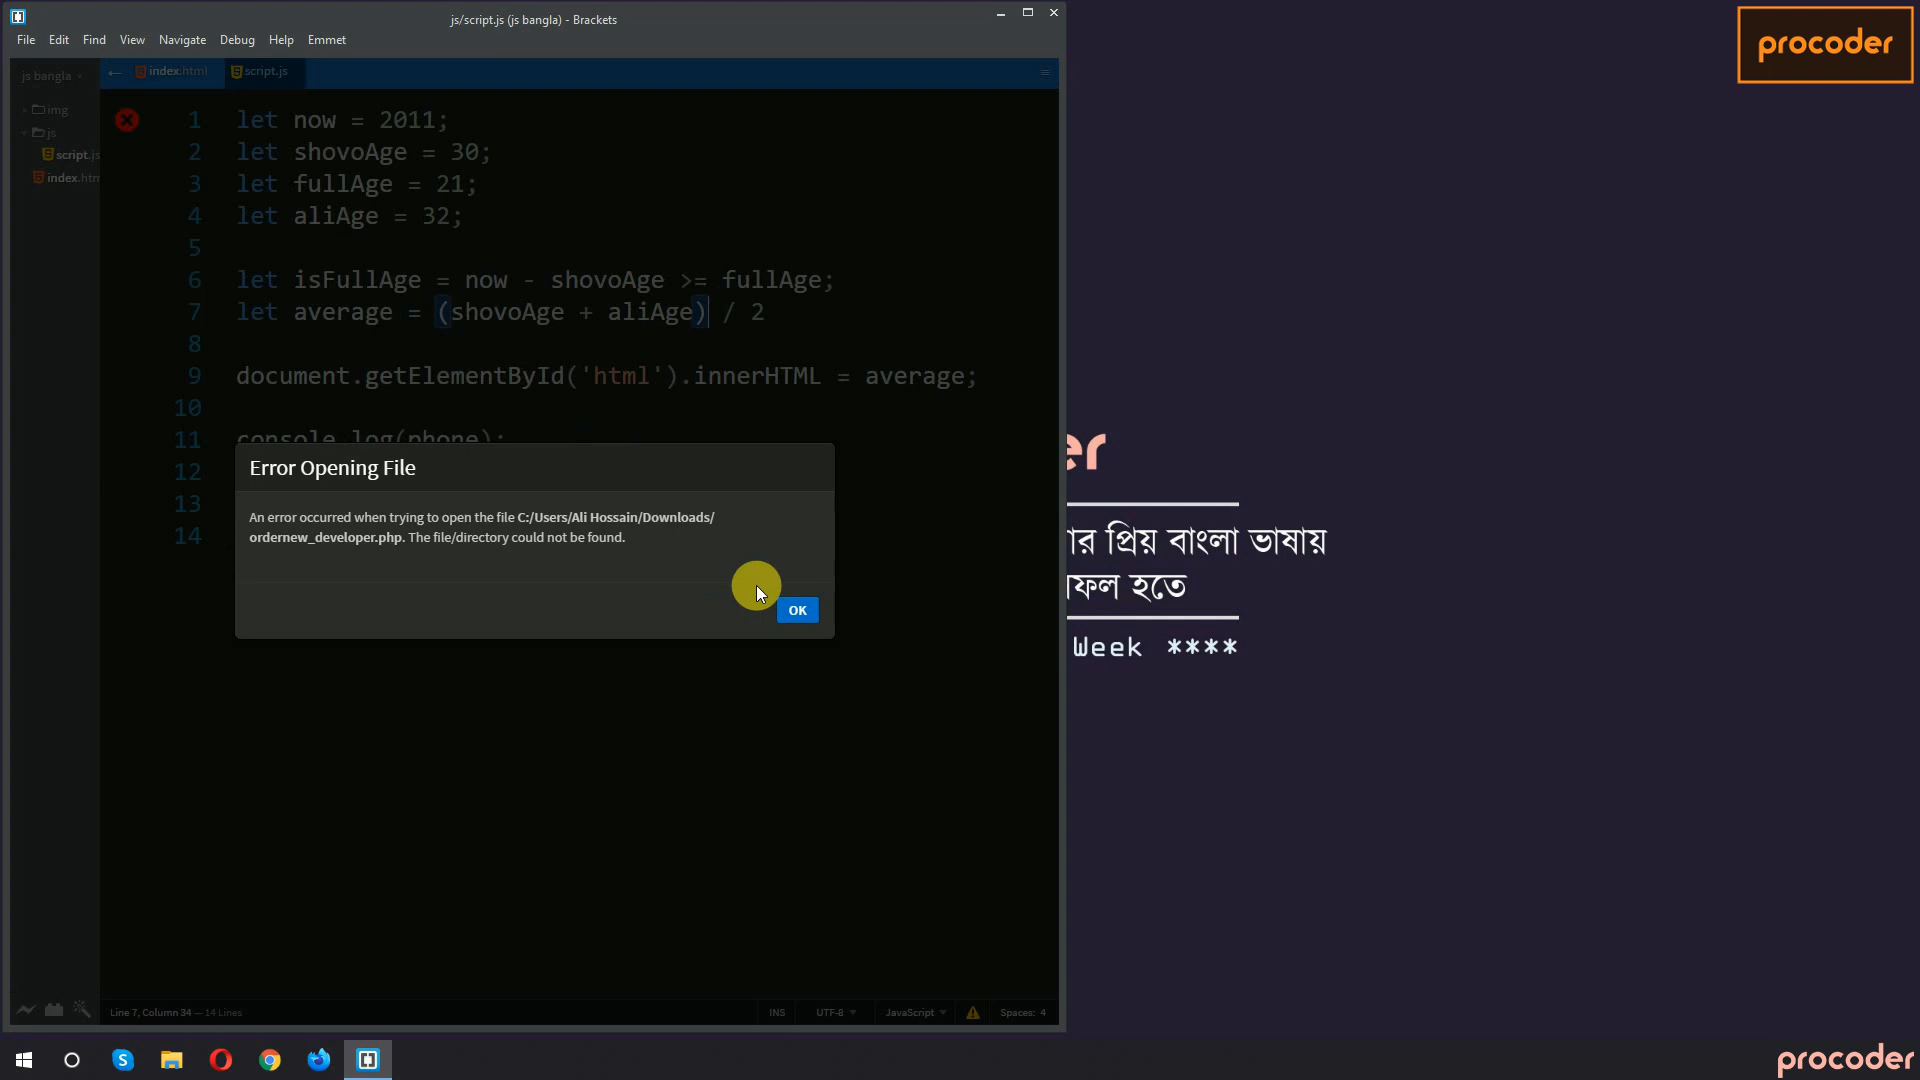 js/script.js (js bangla) - Brackets
File Edit Find View Navigate Debug Help Emmet
procoder
js bangla
index.html
script.js
img
js
script.js
index.htm
1 let now = 2011;
2 let shovoAge = 30;
3 let fullAge = 21;
4 let aliAge = 32;
5
6 let isFullAge = now - shovoAge >= fullAge;
7 let average = (shovoAge + aliAge) / 2
8
9 document.getElementById('html').innerHTML = average;
10
11 console.log(phone);
12
13
14
Error Opening File
An error occurred when trying to open the file C:/Users/Ali Hossain/Downloads/
ordernew_developer.php. The file/directory could not be found.
OK
er
ার প্রিয় বাংলা ভাষায়
ফল হতে
Week ****
Line 7, Column 34 — 14 Lines
INS UTF-8 JavaScript Spaces: 4
procoder